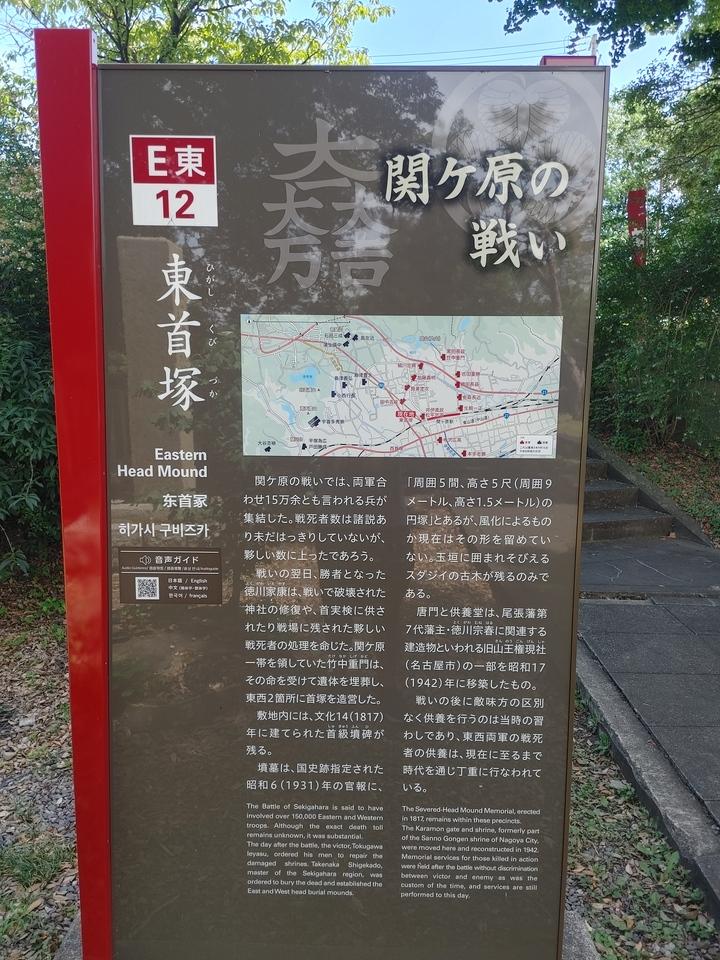 E東
12
大一大万大吉
関ケ原の
戦い
東首塚
ひがし くび づか
Eastern
Head Mound
东首冢
히가시 구비즈카
音声ガイド
日本語 / English
한국어 / français
現在地
関ケ原の戦いでは、両軍合
わせ15万余とも言われる兵が
集結した。戦死者数は諸説あ
り未だはっきりしていないが、
夥しい数に上ったであろう。
戦いの翌日、勝者となった
徳川家康は、戦いで破壊された
神社の修復や、首実検に供さ
れたり戦場に残された夥しい
戦死者の処理を命じた。関ケ原
一帯を領していた竹中重門は、
その命を受けて遺体を埋葬し、
東西2箇所に首塚を造営した。
敷地内には、文化14(1817)
年に建てられた首級墳碑が
残る。
墳墓は、国史跡指定された
昭和6(1931)年の官報に、
「周囲5間、高さ5尺(周囲9
メートル、高さ1.5メートル)の
円塚」とあるが、風化によるもの
か現在はその形を留めてい
ない。玉垣に囲まれそびえる
スダジイの古木が残るのみで
ある。
唐門と供養堂は、尾張藩第
7代藩主・徳川宗春に関連する
建造物といわれる旧山王権現社
(名古屋市)の一部を昭和17
(1942)年に移築したもの。
戦いの後に敵味方の区別
なく供養を行うのは当時の習
わしであり、東西両軍の戦死
者の供養は、現在に至るまで
時代を通じ丁重に行なわれて
いる。
The Battle of Sekigahara is said to have
involved over 150,000 Eastern and Western
troops. Although the exact death toll
remains unknown, it was substantial.
The day after the battle, the victor, Tokugawa
Ieyasu, ordered his men to repair the
damaged shrines. Takenaka Shigekado,
master of the Sekigahara region, was
ordered to bury the dead and established the
East and West head burial mounds.
The Severed-Head Mound Memorial, erected
in 1817, remains within these precincts.
The Karamon gate and shrine, formerly part
of the Sanno Gongen shrine of Nagoya City,
were moved here and reconstructed in 1942.
Memorial services for those killed in action
were held after the battle without discrimination
between victor and enemy as was the
custom of the time, and services are still
performed to this day.